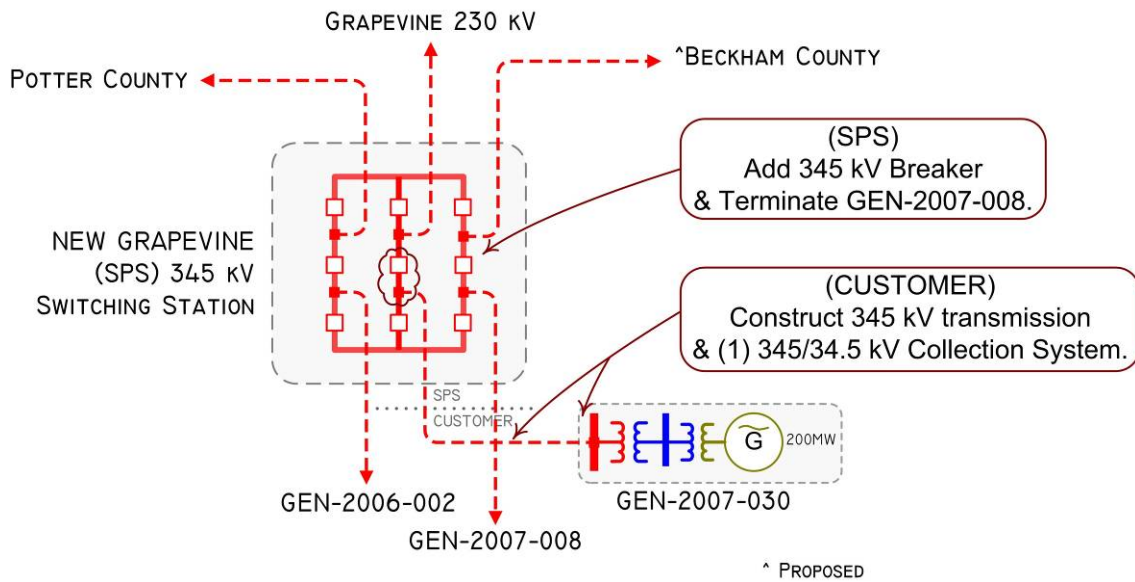 GRAPEVINE 230 KV
POTTER COUNTY
^BECKHAM COUNTY
(SPS)
Add 345 kV Breaker
& Terminate GEN-2007-008.
NEW GRAPEVINE
(SPS) 345 KV
SWITCHING STATION
(CUSTOMER)
Construct 345 kV transmission
& (1) 345/34.5 kV Collection System.
SPS
CUSTOMER
G
200MW
GEN-2006-002
GEN-2007-030
GEN-2007-008
^ PROPOSED